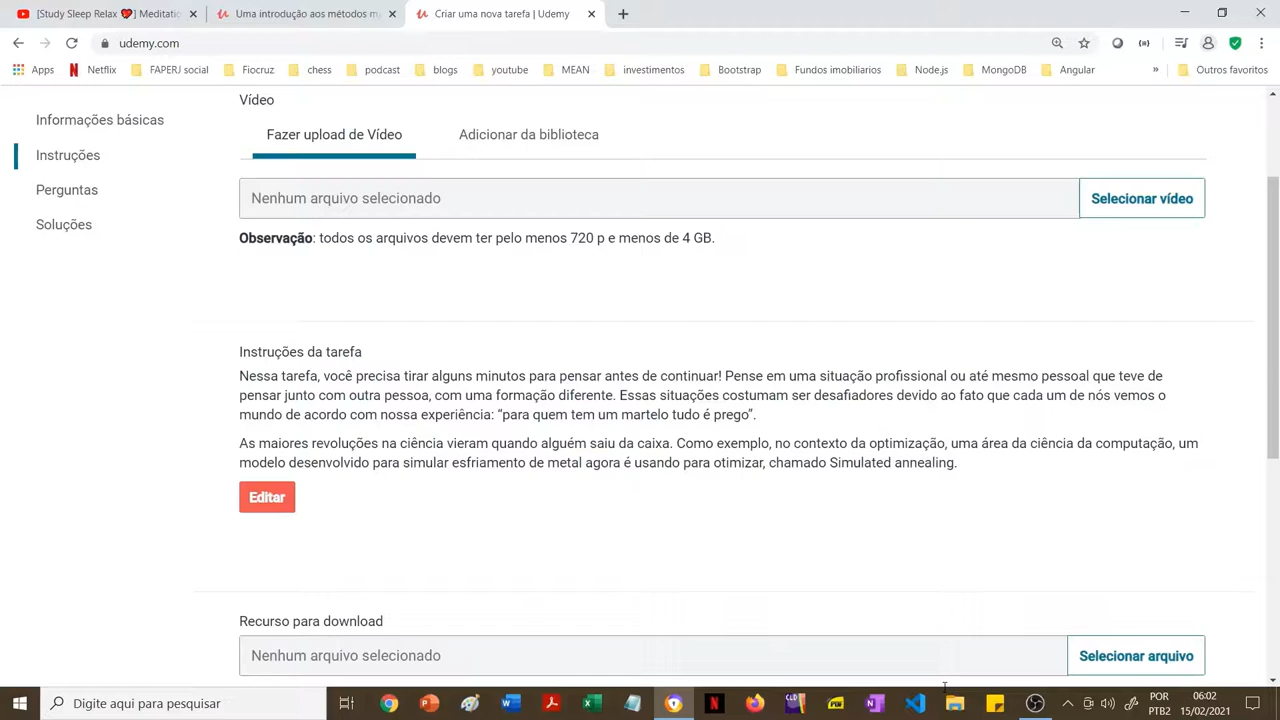 [Study Sleep Relax 💖] Meditati
Uma introdução aos métodos m
Criar uma nova tarefa | Udemy
udemy.com
Apps
Netflix
FAPERJ social
Fiocruz
chess
podcast
blogs
youtube
MEAN
investimentos
Bootstrap
Fundos imobiliarios
Node.js
MongoDB
Angular
»
Outros favoritos
Informações básicas
Instruções
Perguntas
Soluções
Vídeo
Fazer upload de Vídeo
Adicionar da biblioteca
Nenhum arquivo selecionado
Selecionar vídeo
Observação: todos os arquivos devem ter pelo menos 720 p e menos de 4 GB.
Instruções da tarefa
Nessa tarefa, você precisa tirar alguns minutos para pensar antes de continuar! Pense em uma situação profissional ou até mesmo pessoal que teve de
pensar junto com outra pessoa, com uma formação diferente. Essas situações costumam ser desafiadores devido ao fato que cada um de nós vemos o
mundo de acordo com nossa experiência: “para quem tem um martelo tudo é prego”.
As maiores revoluções na ciência vieram quando alguém saiu da caixa. Como exemplo, no contexto da optimização, uma área da ciência da computação, um
modelo desenvolvido para simular esfriamento de metal agora é usando para otimizar, chamado Simulated annealing.
Editar
Recurso para download
Nenhum arquivo selecionado
Selecionar arquivo
Digite aqui para pesquisar
CLD
POR
PTB2
06:02
15/02/2021